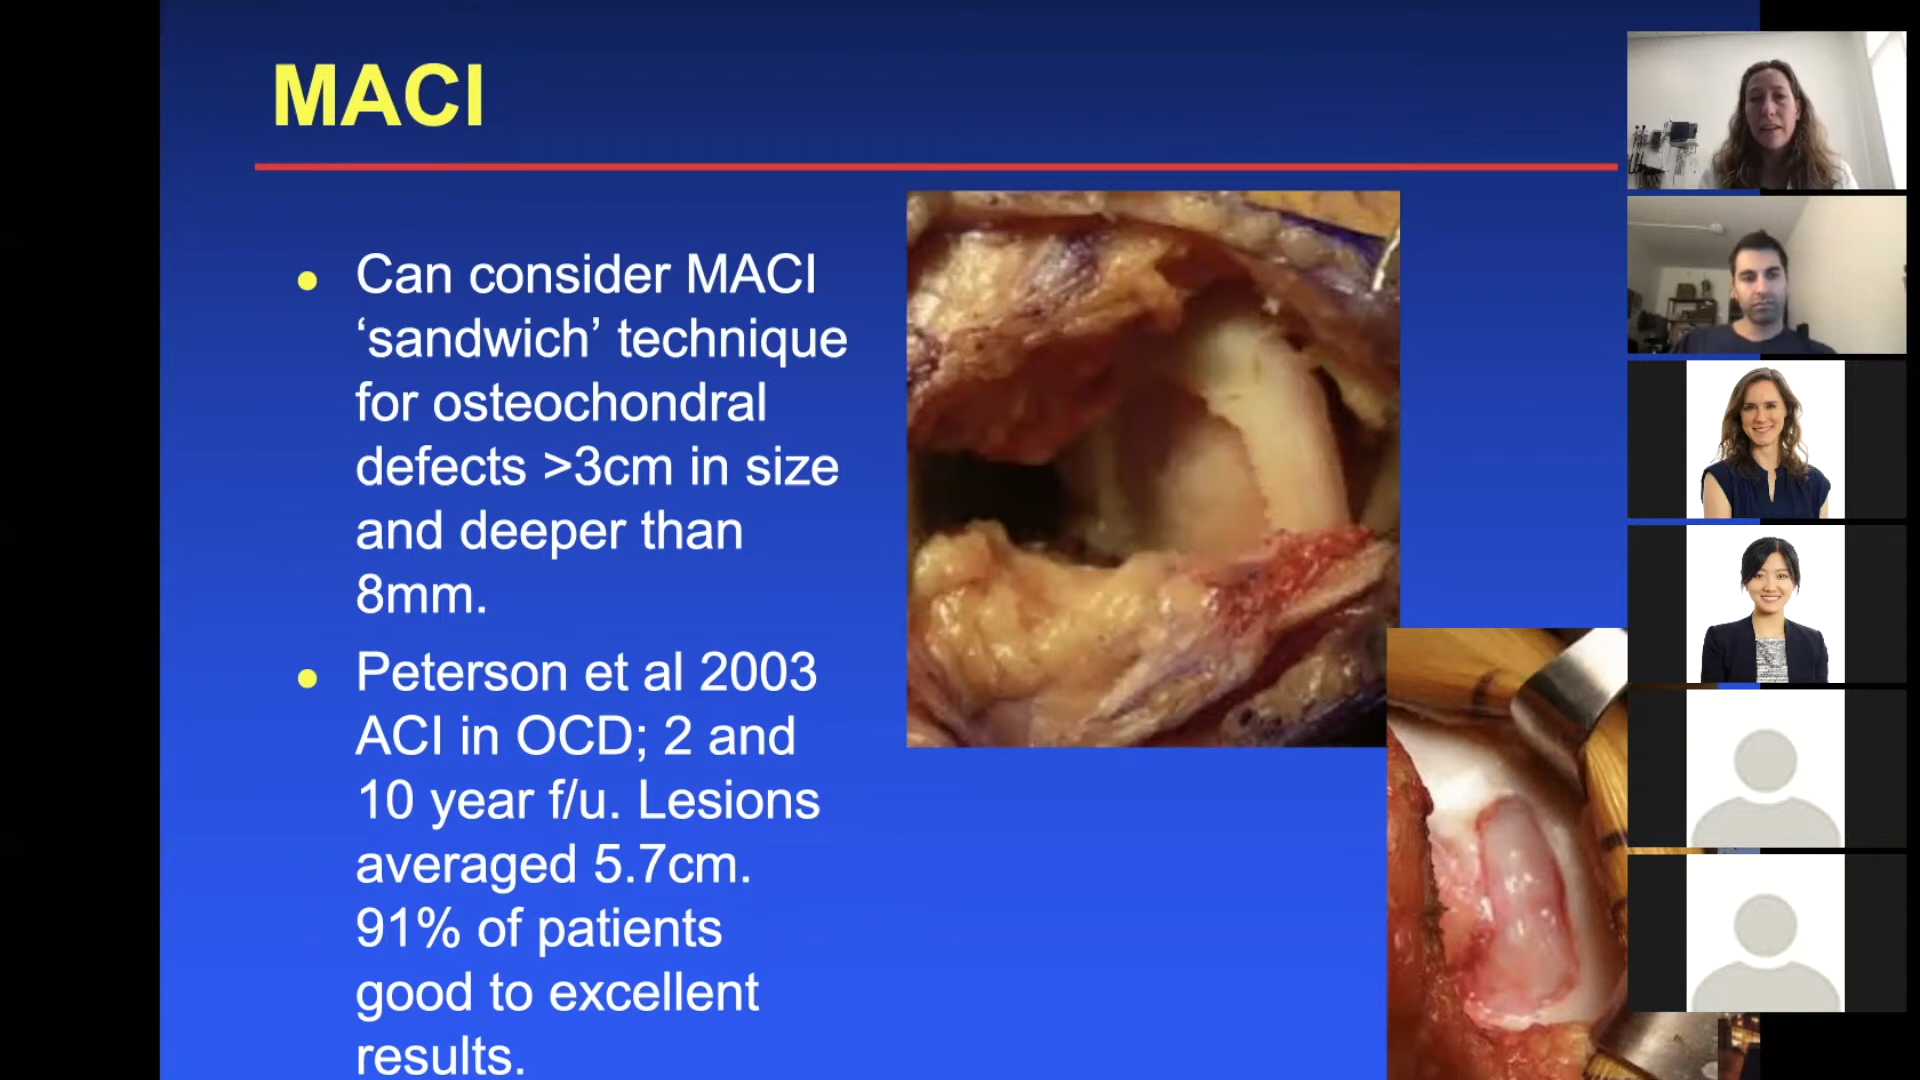 MACI
Can consider MACI
‘sandwich’ technique
for osteochondral
defects >3cm in size
and deeper than
8mm.
Peterson et al 2003
ACI in OCD; 2 and
10 year f/u. Lesions
averaged 5.7cm.
91% of patients
good to excellent
results.